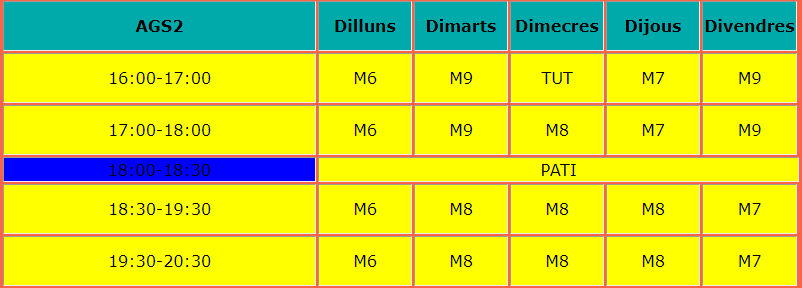 AGS2 Dilluns Dimarts Dimecres Dijous Divendres
16:00-17:00 M6 M9 TUT M7 M9
17:00-18:00 M6 M9 M8 M7 M9
18:00-18:30 PATI
18:30-19:30 M6 M8 M8 M8 M7
19:30-20:30 M6 M8 M8 M8 M7